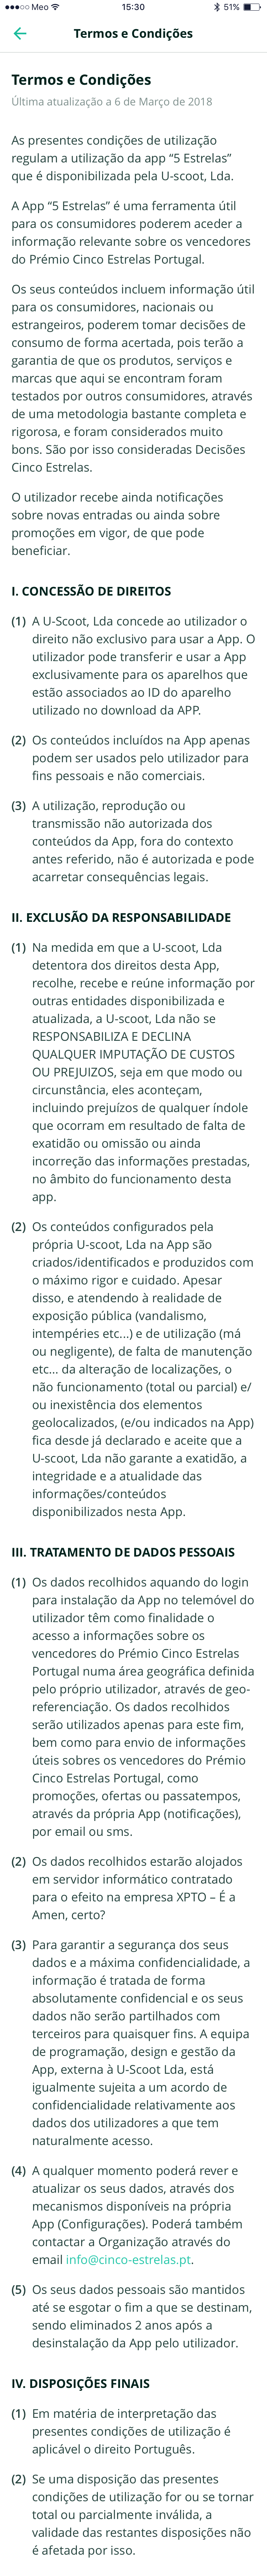 Meo 15:30 51%
Termos e Condições
Termos e Condições
Última atualização a 6 de Março de 2018
As presentes condições de utilização
regulam a utilização da app “5 Estrelas”
que é disponibilizada pela U-scoot, Lda.
A App “5 Estrelas” é uma ferramenta útil
para os consumidores poderem aceder a
informação relevante sobre os vencedores
do Prémio Cinco Estrelas Portugal.
Os seus conteúdos incluem informação útil
para os consumidores, nacionais ou
estrangeiros, poderem tomar decisões de
consumo de forma acertada, pois terão a
garantia de que os produtos, serviços e
marcas que aqui se encontram foram
testados por outros consumidores, através
de uma metodologia bastante completa e
rigorosa, e foram considerados muito
bons. São por isso consideradas Decisões
Cinco Estrelas.
O utilizador recebe ainda notificações
sobre novas entradas ou ainda sobre
promoções em vigor, de que pode
beneficiar.
I. CONCESSÃO DE DIREITOS
(1) A U-Scoot, Lda concede ao utilizador o
direito não exclusivo para usar a App. O
utilizador pode transferir e usar a App
exclusivamente para os aparelhos que
estão associados ao ID do aparelho
utilizado no download da APP.
(2) Os conteúdos incluídos na App apenas
podem ser usados pelo utilizador para
fins pessoais e não comerciais.
(3) A utilização, reprodução ou
transmissão não autorizada dos
conteúdos da App, fora do contexto
antes referido, não é autorizada e pode
acarretar consequências legais.
II. EXCLUSÃO DA RESPONSABILIDADE
(1) Na medida em que a U-scoot, Lda
detentora dos direitos desta App,
recolhe, recebe e reúne informação por
outras entidades disponibilizada e
atualizada, a U-scoot, Lda não se
RESPONSABILIZA E DECLINA
QUALQUER IMPUTAÇÃO DE CUSTOS
OU PREJUIZOS, seja em que modo ou
circunstância, eles aconteçam,
incluindo prejuízos de qualquer índole
que ocorram em resultado de falta de
exatidão ou omissão ou ainda
incorreção das informações prestadas,
no âmbito do funcionamento desta
app.
(2) Os conteúdos configurados pela
própria U-scoot, Lda na App são
criados/identificados e produzidos com
o máximo rigor e cuidado. Apesar
disso, e atendendo à realidade de
exposição pública (vandalismo,
intempéries etc...) e de utilização (má
ou negligente), de falta de manutenção
etc... da alteração de localizações, o
não funcionamento (total ou parcial) e/
ou inexistência dos elementos
geolocalizados, (e/ou indicados na App)
fica desde já declarado e aceite que a
U-scoot, Lda não garante a exatidão, a
integridade e a atualidade das
informações/conteúdos
disponibilizados nesta App.
III. TRATAMENTO DE DADOS PESSOAIS
(1) Os dados recolhidos aquando do login
para instalação da App no telemóvel do
utilizador têm como finalidade o
acesso a informações sobre os
vencedores do Prémio Cinco Estrelas
Portugal numa área geográfica definida
pelo próprio utilizador, através de geo-
referenciação. Os dados recolhidos
serão utilizados apenas para este fim,
bem como para envio de informações
úteis sobres os vencedores do Prémio
Cinco Estrelas Portugal, como
promoções, ofertas ou passatempos,
através da própria App (notificações),
por email ou sms.
(2) Os dados recolhidos estarão alojados
em servidor informático contratado
para o efeito na empresa XPTO – É a
Amen, certo?
(3) Para garantir a segurança dos seus
dados e a máxima confidencialidade, a
informação é tratada de forma
absolutamente confidencial e os seus
dados não serão partilhados com
terceiros para quaisquer fins. A equipa
de programação, design e gestão da
App, externa à U-Scoot Lda, está
igualmente sujeita a um acordo de
confidencialidade relativamente aos
dados dos utilizadores a que tem
naturalmente acesso.
(4) A qualquer momento poderá rever e
atualizar os seus dados, através dos
mecanismos disponíveis na própria
App (Configurações). Poderá também
contactar a Organização através do
email info@cinco-estrelas.pt.
(5) Os seus dados pessoais são mantidos
até se esgotar o fim a que se destinam,
sendo eliminados 2 anos após a
desinstalação da App pelo utilizador.
IV. DISPOSIÇÕES FINAIS
(1) Em matéria de interpretação das
presentes condições de utilização é
aplicável o direito Português.
(2) Se uma disposição das presentes
condições de utilização for ou se tornar
total ou parcialmente inválida, a
validade das restantes disposições não
é afetada por isso.